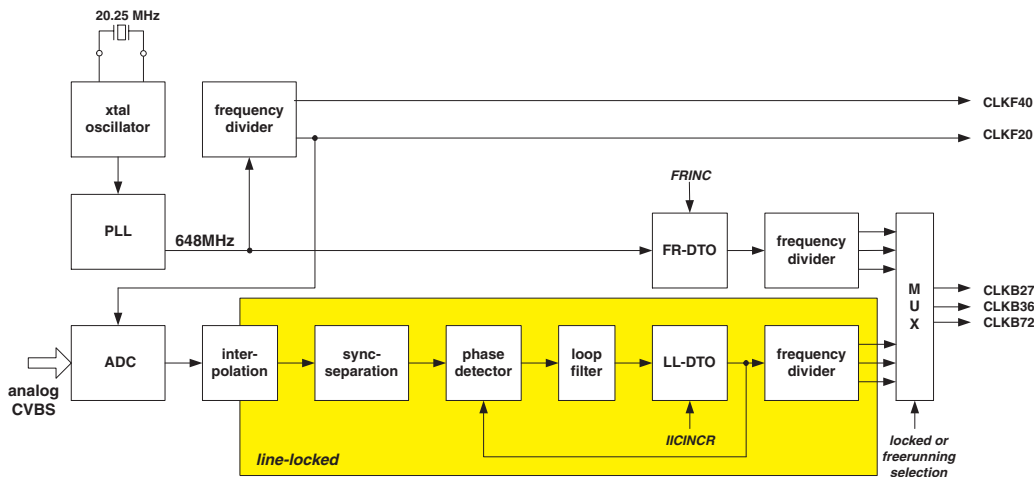 20.25 MHz
xtal
oscillator
frequency
divider
CLKF40
CLKF20
FRINC
PLL
648MHz
FR-DTO
frequency
divider
M
U
X
CLKB27
CLKB36
CLKB72
ADC
inter-
polation
sync-
separation
phase
detector
loop
filter
LL-DTO
frequency
divider
analog
CVBS
IICINCR
line-locked
locked or
freerunning
selection